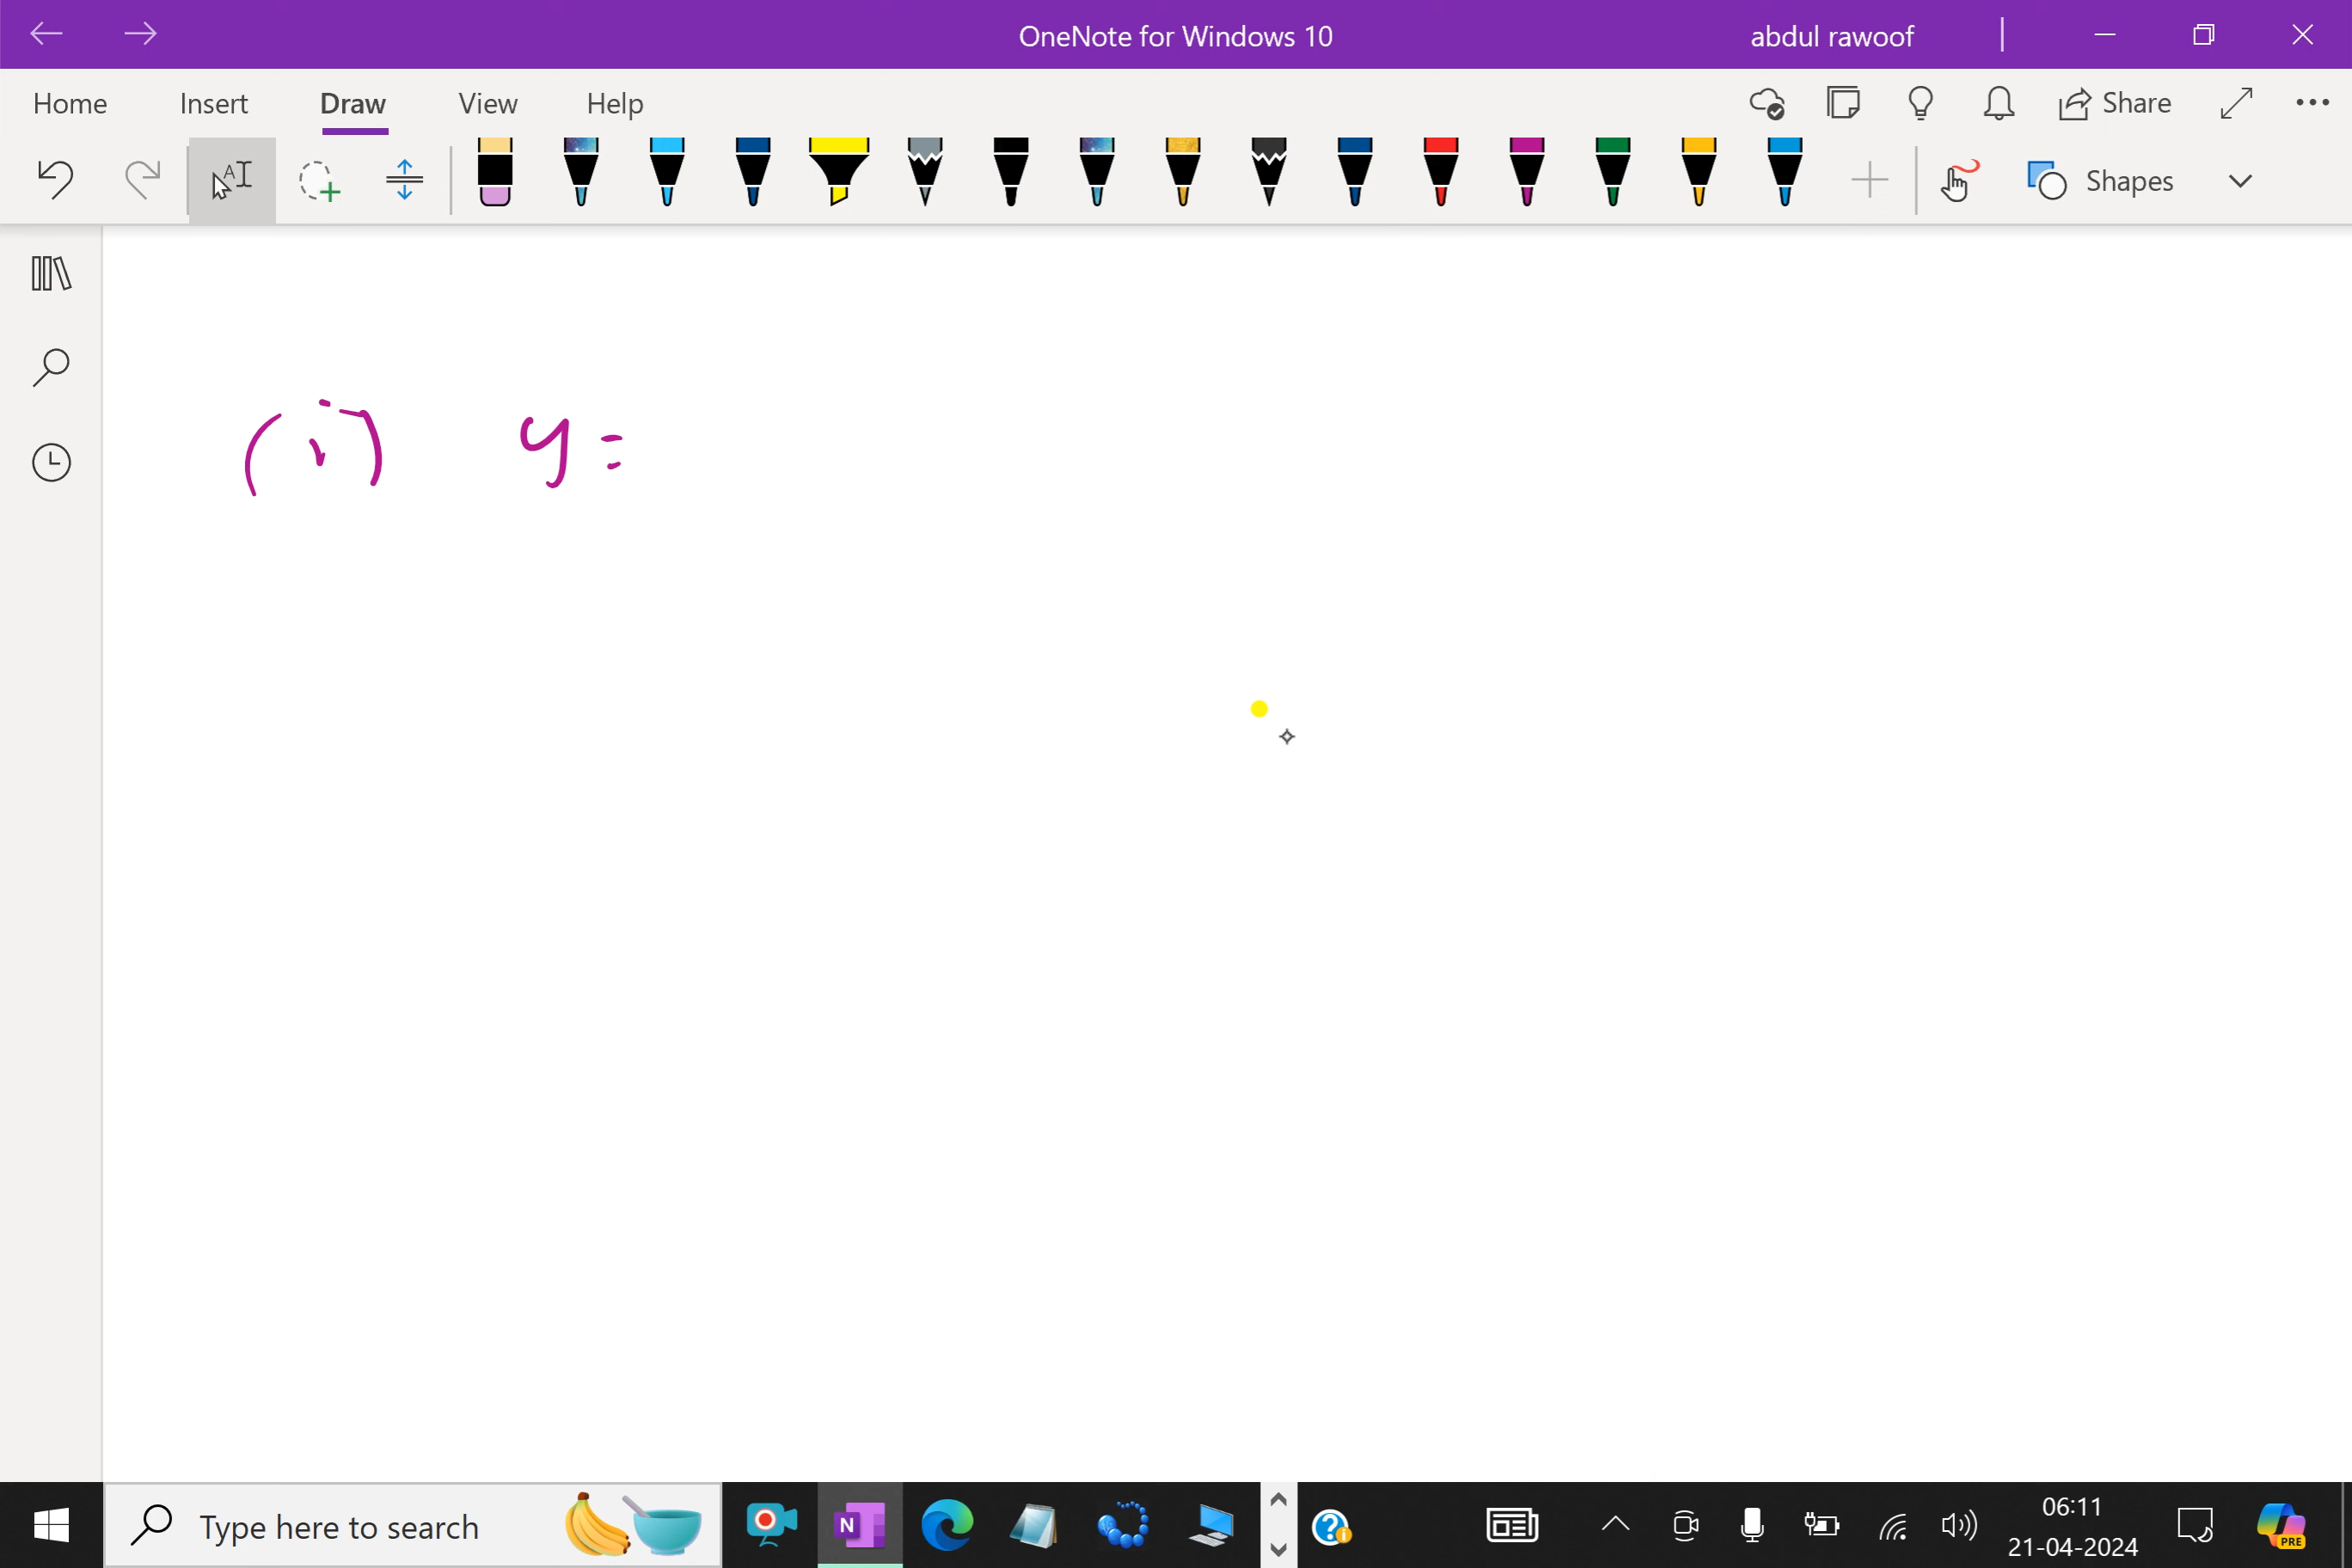 OneNote for Windows 10
abdul rawoof
Home Insert Draw View Help
Share
Shapes
(i) y=
Type here to search
06:11
21-04-2024
PRE